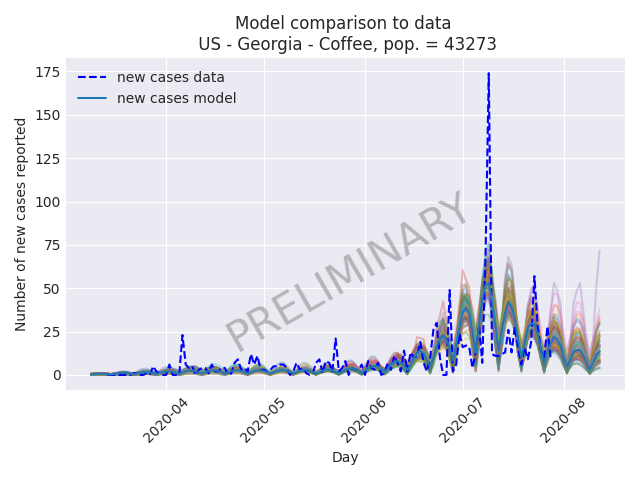 Model comparison to data
US - Georgia - Coffee, pop. = 43273
new cases data
new cases model
Number of new cases reported
175
150
125
100
75
50
25
0
PRELIMINARY
2020-04
2020-05
2020-06
2020-07
2020-08
Day